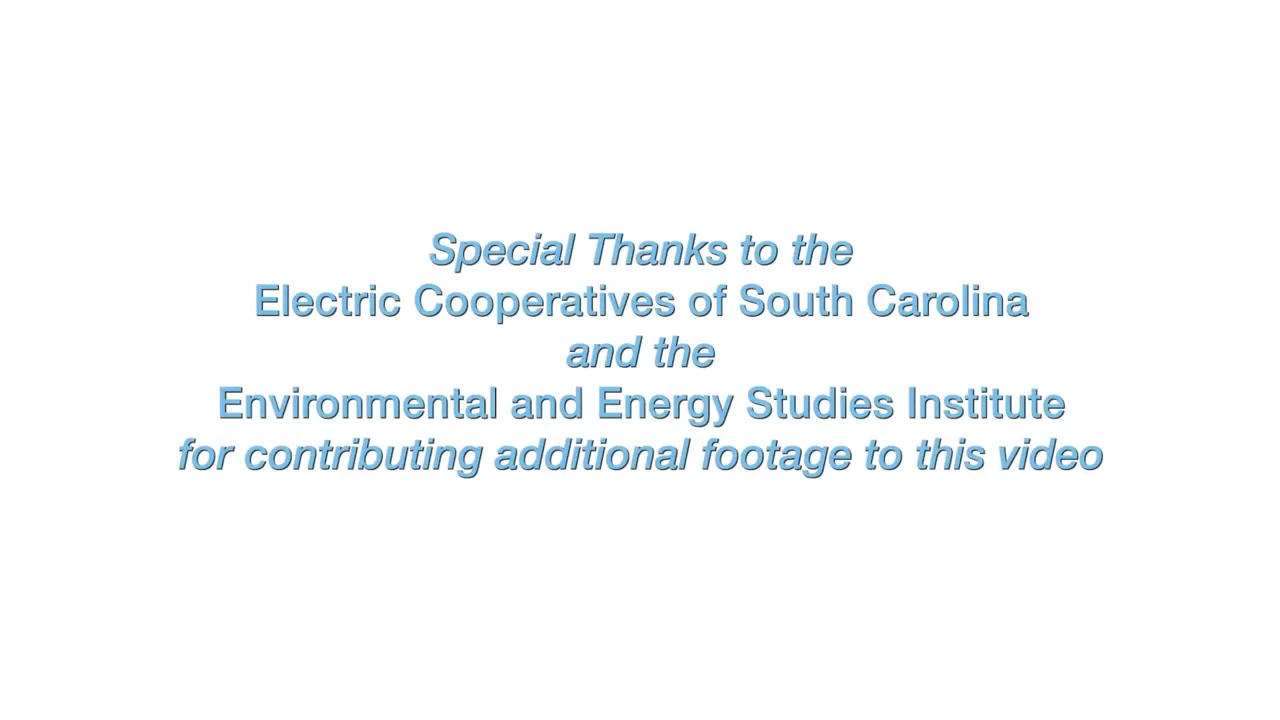 Special Thanks to the
Electric Cooperatives of South Carolina
and the
Environmental and Energy Studies Institute
for contributing additional footage to this video